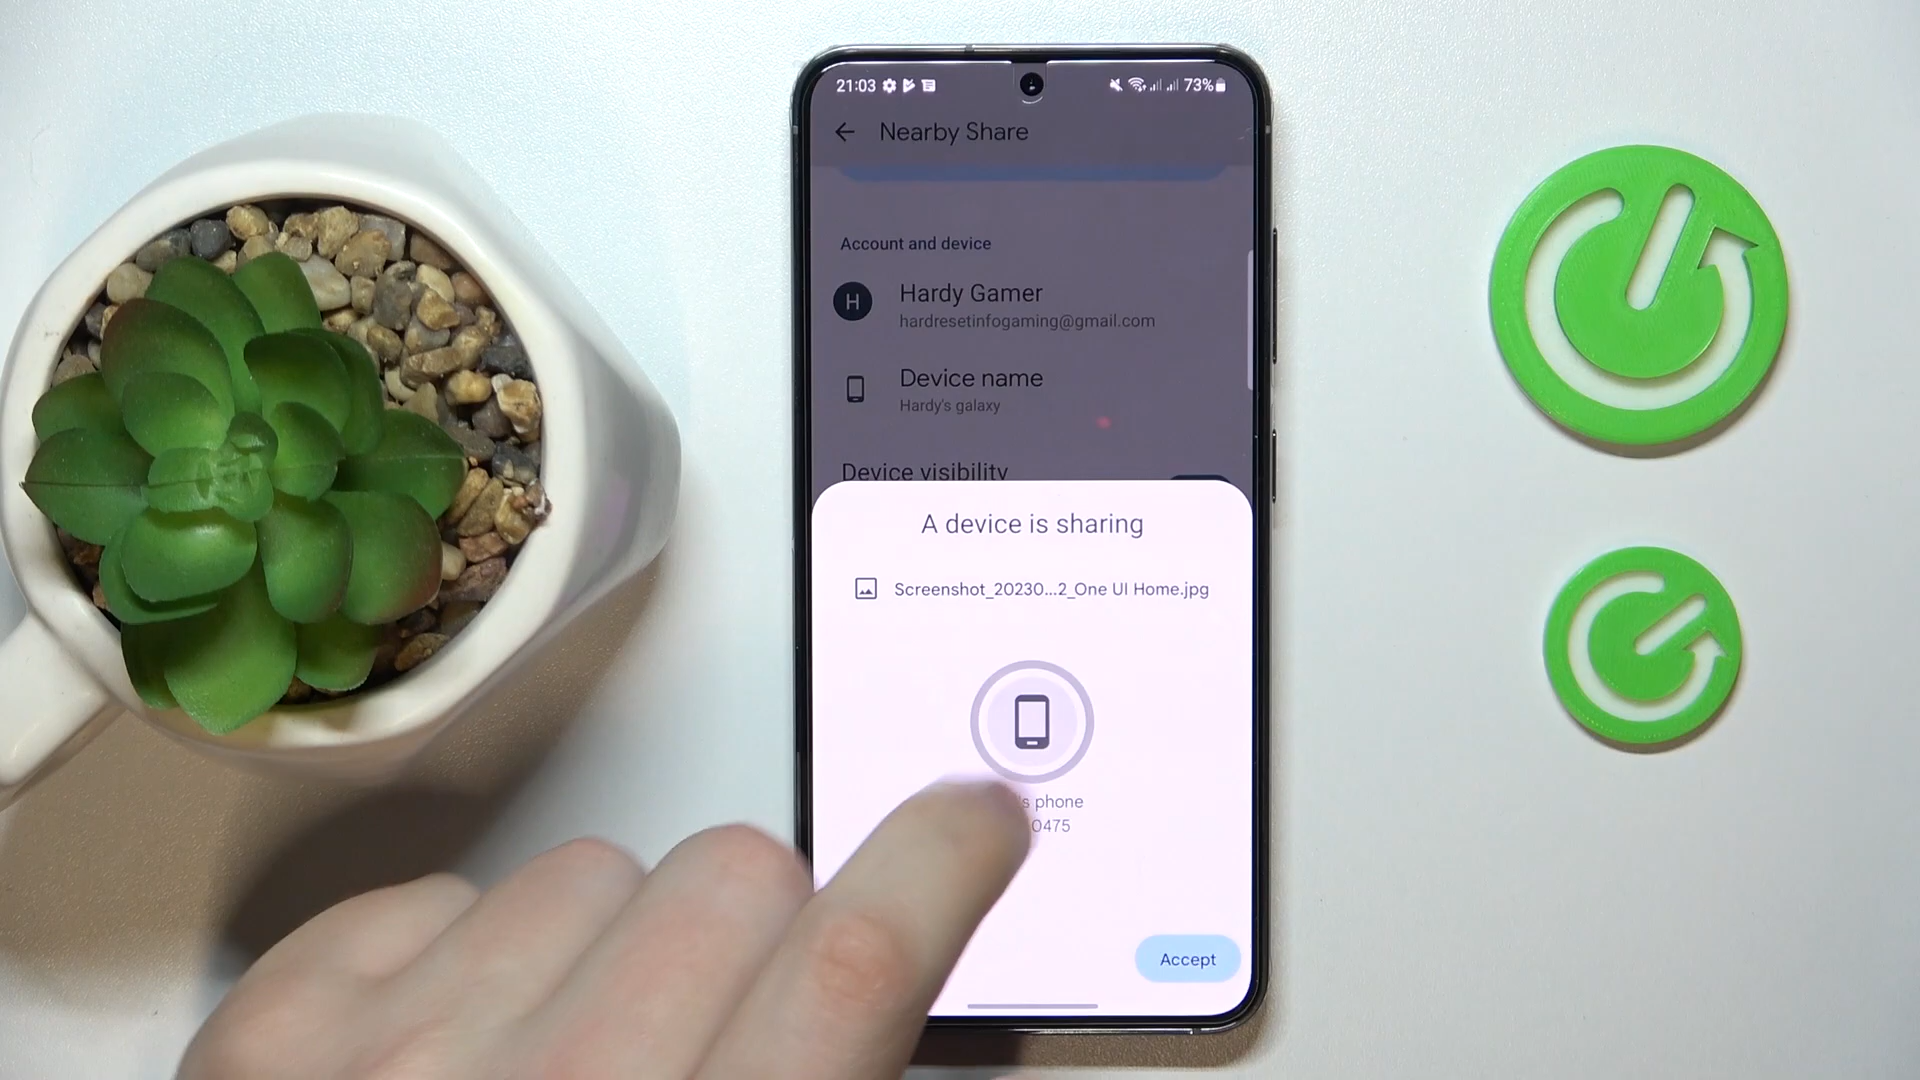 21:03
73%
Nearby Share
Account and device
H
Hardy Gamer
hardresetinfogaming@gmail.com
Device name
Hardy's galaxy
Device visibility
A device is sharing
Screenshot_20230...2_One UI Home.jpg
phone
0475
Accept